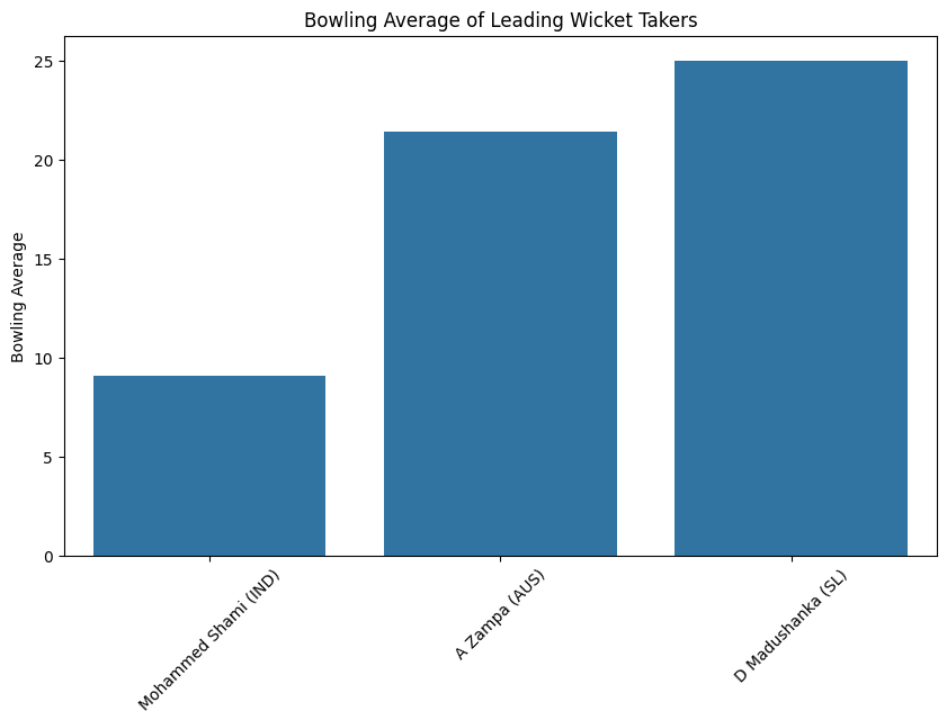 Bowling Average of Leading Wicket Takers
25
20
15
10
5
0
Bowling Average
Mohammed Shami (IND)
A Zampa (AUS)
D Madushanka (SL)